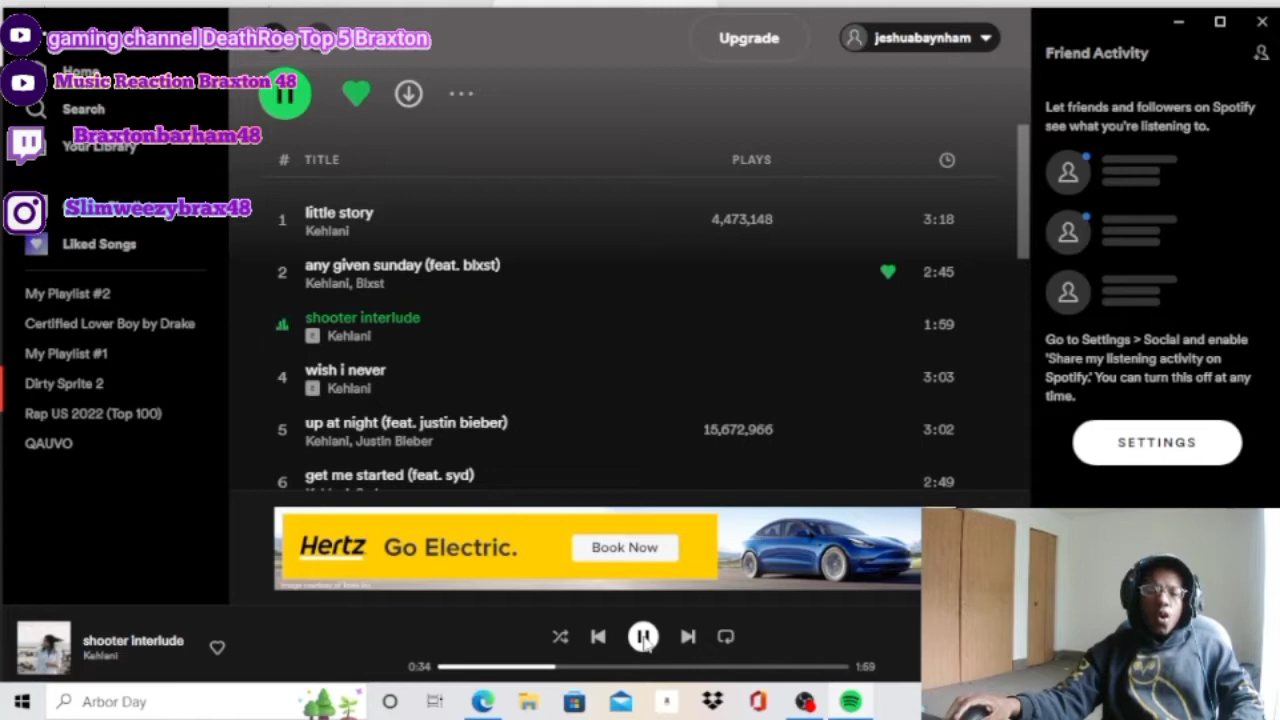 gaming channel DeathRoe Top 5 Braxton
Upgrade
jeshuabaynham
Friend Activity
Home
Music Reaction Braxton 48
Search
Braxtonbarham48
Your Library
Slimweezybrax48
Liked Songs
My Playlist #2
Certified Lover Boy by Drake
My Playlist #1
Dirty Sprite 2
Rap US 2022 (Top 100)
QAUVO
# TITLE PLAYS
1 little story 4,473,148 3:18
Kehlani
2 any given sunday (feat. blxst) 2:45
Kehlani, Blxst
shooter interlude 1:59
E Kehlani
4 wish i never 3:03
E Kehlani
5 up at night (feat. justin bieber) 15,672,966 3:02
Kehlani, Justin Bieber
6 get me started (feat. syd) 2:49
Let friends and followers on Spotify
see what you're listening to.
Go to Settings > Social and enable
'Share my listening activity on
Spotify.' You can turn this off at any
time.
SETTINGS
Hertz Go Electric. Book Now
shooter interlude
Kehlani
0:34 1:59
Arbor Day